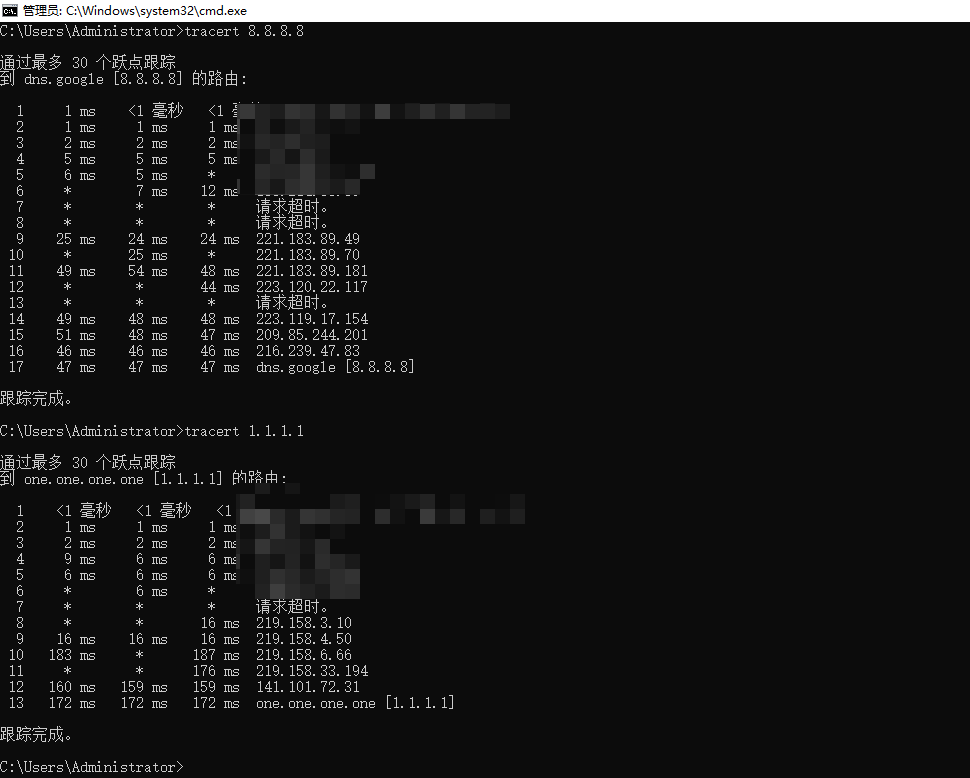 管理员: C:\Windows\system32\cmd.exe
C:\Users\Administrator>tracert 8.8.8.8
通过最多 30 个跃点跟踪
到 dns.google [8.8.8.8] 的路由:
1 1 ms <1 毫秒 <1
2 1 ms 1 ms 1 ms
3 2 ms 2 ms 2 ms
4 5 ms 5 ms 5 ms
5 6 ms 5 ms *
6 * 7 ms 12 ms
7 * * * 请求超时。
8 * * * 请求超时。
9 25 ms 24 ms 24 ms 221.183.89.49
10 * 25 ms * 221.183.89.70
11 49 ms 54 ms 48 ms 221.183.89.181
12 * * 44 ms 223.120.22.117
13 * * * 请求超时。
14 49 ms 48 ms 48 ms 223.119.17.154
15 51 ms 48 ms 47 ms 209.85.244.201
16 46 ms 46 ms 46 ms 216.239.47.83
17 47 ms 47 ms 47 ms dns.google [8.8.8.8]
跟踪完成。
C:\Users\Administrator>tracert 1.1.1.1
通过最多 30 个跃点跟踪
到 one.one.one.one [1.1.1.1] 的路由:
1 <1 毫秒 <1 毫秒 <1
2 1 ms 1 ms 1 ms
3 2 ms 2 ms 2 ms
4 9 ms 6 ms 6 ms
5 6 ms 6 ms 6 ms
6 * 6 ms *
7 * * * 请求超时。
8 * * 16 ms 219.158.3.10
9 16 ms 16 ms 16 ms 219.158.4.50
10 183 ms * 187 ms 219.158.6.66
11 * * 176 ms 219.158.33.194
12 160 ms 159 ms 159 ms 141.101.72.31
13 172 ms 172 ms 172 ms one.one.one.one [1.1.1.1]
跟踪完成。
C:\Users\Administrator>